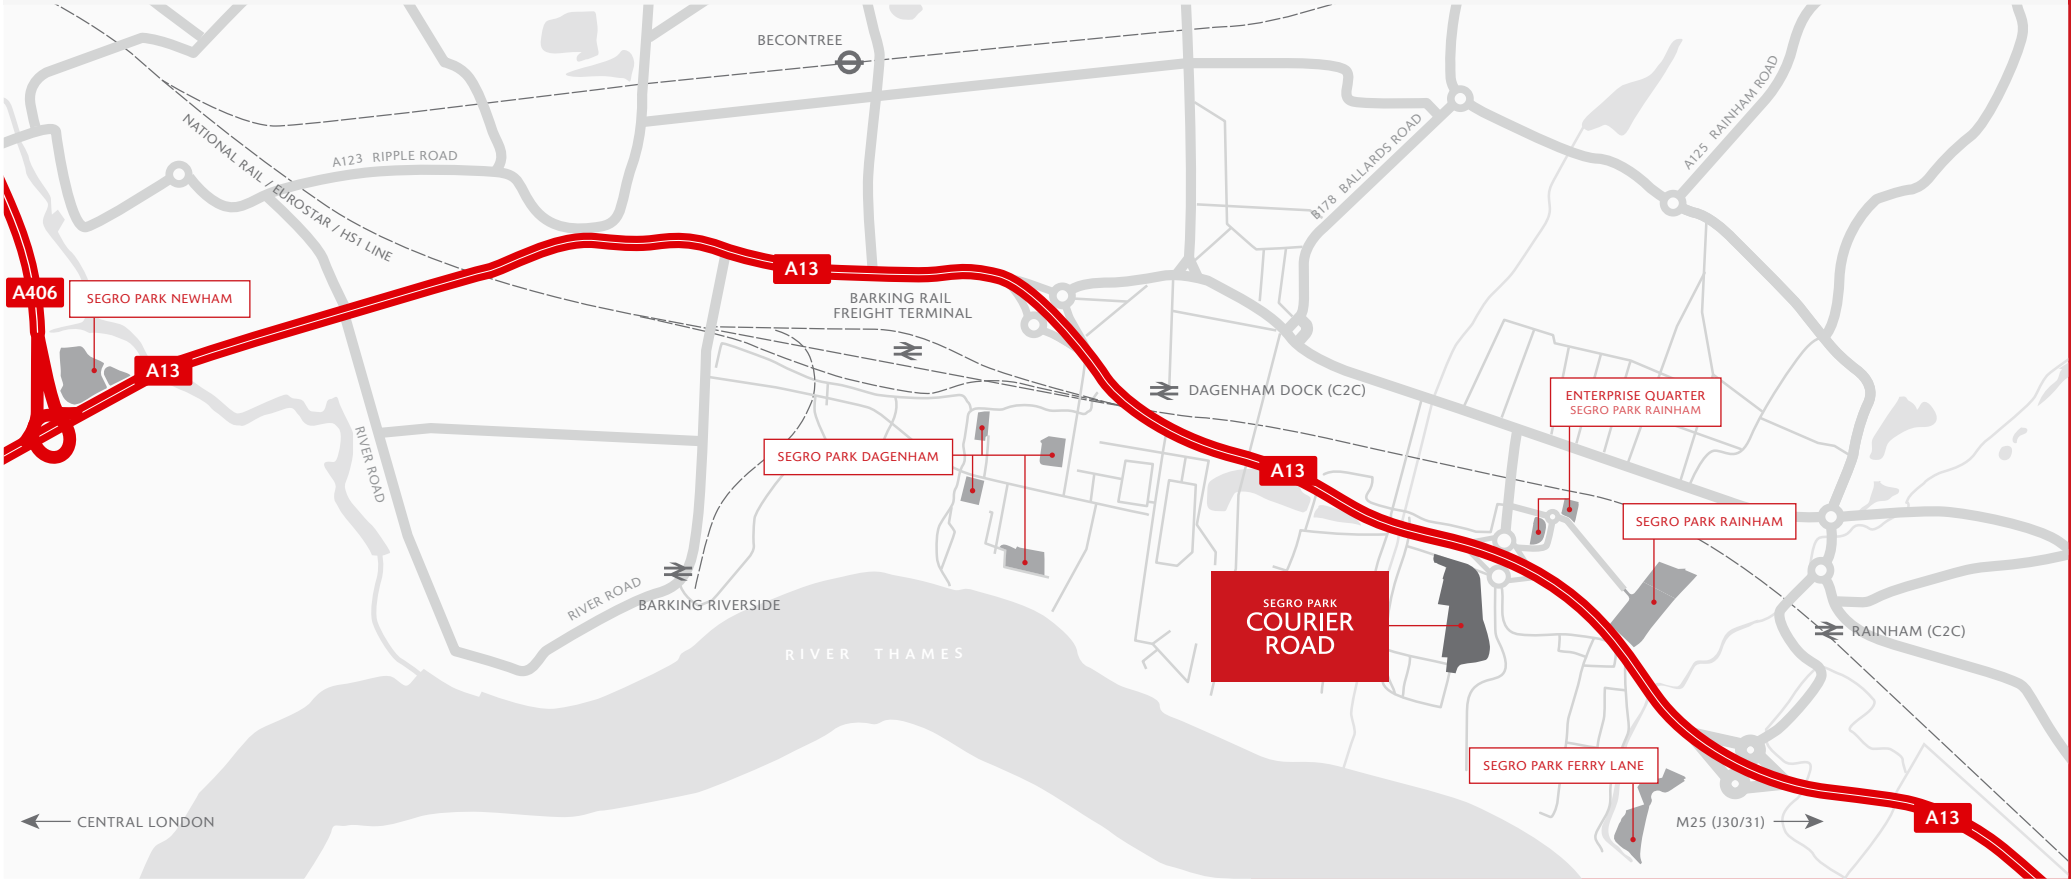 BECONTREE
NATIONAL RAIL / EUROSTAR / HS1 LINE
A123 RIPPLE ROAD
B178 BALLARDS ROAD
A125 RAINHAM ROAD
A406
SEGRO PARK NEWHAM
A13
A13
BARKING RAIL
FREIGHT TERMINAL
DAGENHAM DOCK (C2C)
ENTERPRISE QUARTER
SEGRO PARK RAINHAM
RIVER ROAD
SEGRO PARK DAGENHAM
A13
SEGRO PARK RAINHAM
RIVER ROAD
BARKING RIVERSIDE
SEGRO PARK
COURIER
ROAD
RAINHAM (C2C)
RIVER THAMES
SEGRO PARK FERRY LANE
CENTRAL LONDON
M25 (J30/31)
A13